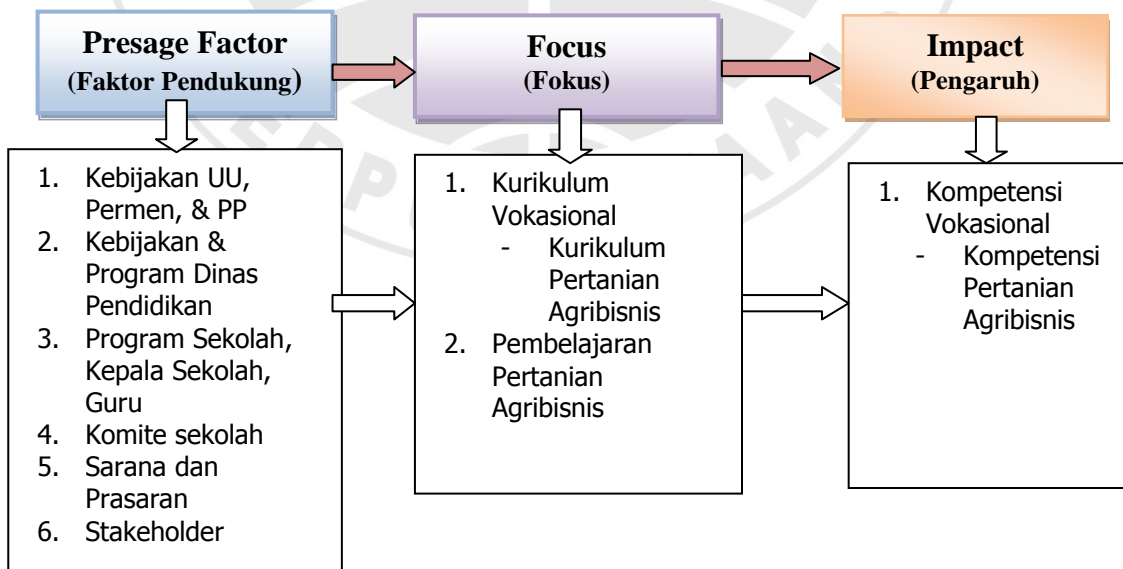 Presage Factor
(Faktor Pendukung)
Focus
(Fokus)
Impact
(Pengaruh)
1. Kebijakan UU,
Permen, & PP
2. Kebijakan &
Program Dinas
Pendidikan
3. Program Sekolah,
Kepala Sekolah,
Guru
4. Komite sekolah
5. Sarana dan
Prasaran
6. Stakeholder
1. Kurikulum
Vokasional
- Kurikulum
Pertanian
Agribisnis
2. Pembelajaran
Pertanian
Agribisnis
1. Kompetensi
Vokasional
- Kompetensi
Pertanian
Agribisnis